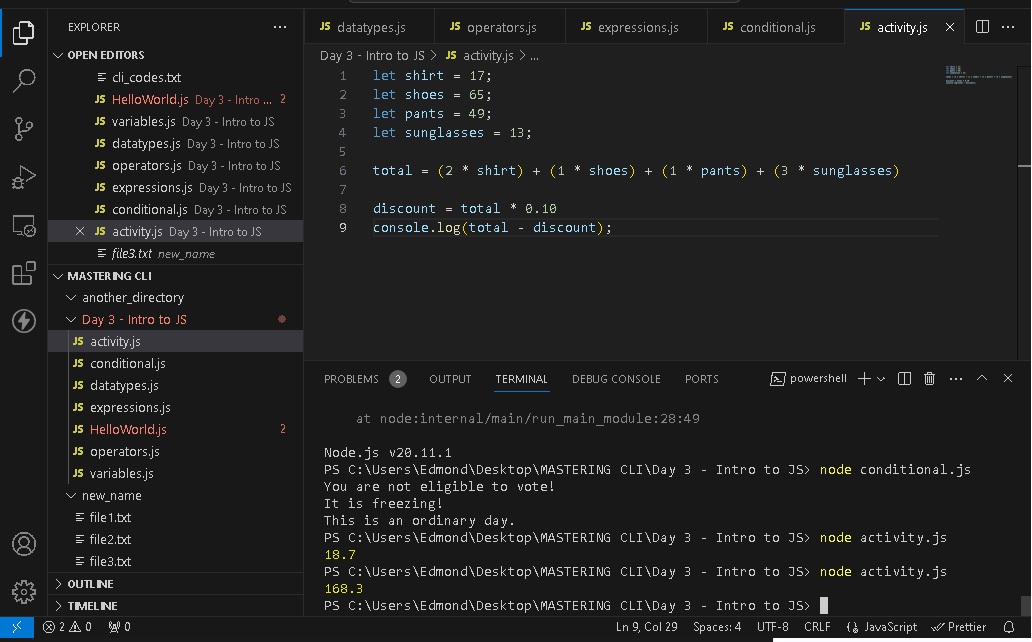 EXPLORER
OPEN EDITORS
cli_codes.txt
JS HelloWorld.js Day 3 - Intro ... 2
JS variables.js Day 3 - Intro to JS
JS datatypes.js Day 3 - Intro to JS
JS operators.js Day 3 - Intro to JS
JS expressions.js Day 3 - Intro to JS
JS conditional.js Day 3 - Intro to JS
JS activity.js Day 3 - Intro to JS
file3.txt new_name
MASTERING CLI
another_directory
Day 3 - Intro to JS
JS activity.js
JS conditional.js
JS datatypes.js
JS expressions.js
JS HelloWorld.js 2
JS operators.js
JS variables.js
new_name
file1.txt
file2.txt
file3.txt
OUTLINE
TIMELINE
JS datatypes.js JS operators.js JS expressions.js JS conditional.js JS activity.js
Day 3 - Intro to JS > JS activity.js > ...
1 let shirt = 17;
2 let shoes = 65;
3 let pants = 49;
4 let sunglasses = 13;
5
6 total = (2 * shirt) + (1 * shoes) + (1 * pants) + (3 * sunglasses)
7
8 discount = total * 0.10
9 console.log(total - discount);
PROBLEMS 2 OUTPUT TERMINAL DEBUG CONSOLE PORTS powershell
at node:internal/main/run_main_module:28:49
Node.js v20.11.1
PS C:\Users\Edmond\Desktop\MASTERING CLI\Day 3 - Intro to JS> node conditional.js
You are not eligible to vote!
It is freezing!
This is an ordinary day.
PS C:\Users\Edmond\Desktop\MASTERING CLI\Day 3 - Intro to JS> node activity.js
18.7
PS C:\Users\Edmond\Desktop\MASTERING CLI\Day 3 - Intro to JS> node activity.js
168.3
PS C:\Users\Edmond\Desktop\MASTERING CLI\Day 3 - Intro to JS>
2 0 0 Ln 9, Col 29 Spaces: 4 UTF-8 CRLF {} JavaScript Prettier